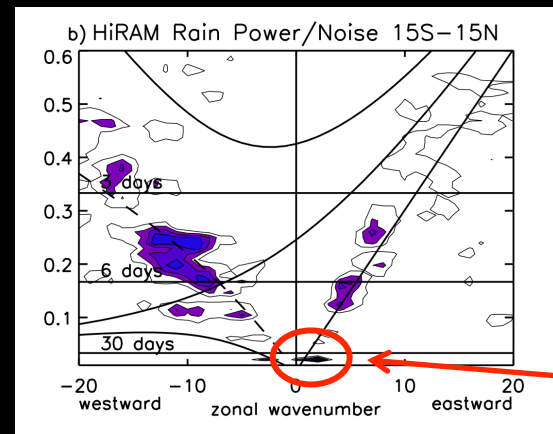 b) HiRAM Rain Power/Noise 15S-15N
0.6
0.5
0.4
3 days
0.3
0.2
6 days
0.1
30 days
-20 -10 0 10 20
westward zonal wavenumber eastward